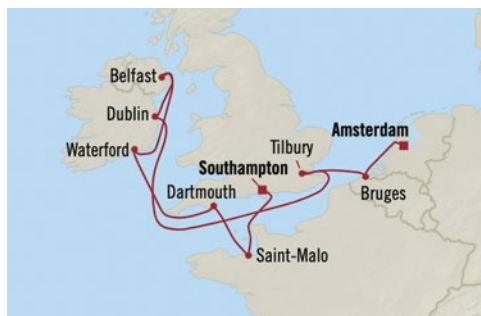 Belfast
Dublin
Amsterdam
Waterford
Tilbury
Southampton
Dartmouth
Bruges
Saint-Malo